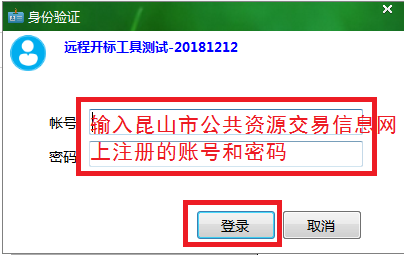 身份验证
远程开标工具测试-20181212
帐号
输入昆山市公共资源交易信息网
密码
上注册的账号和密码
登录
取消